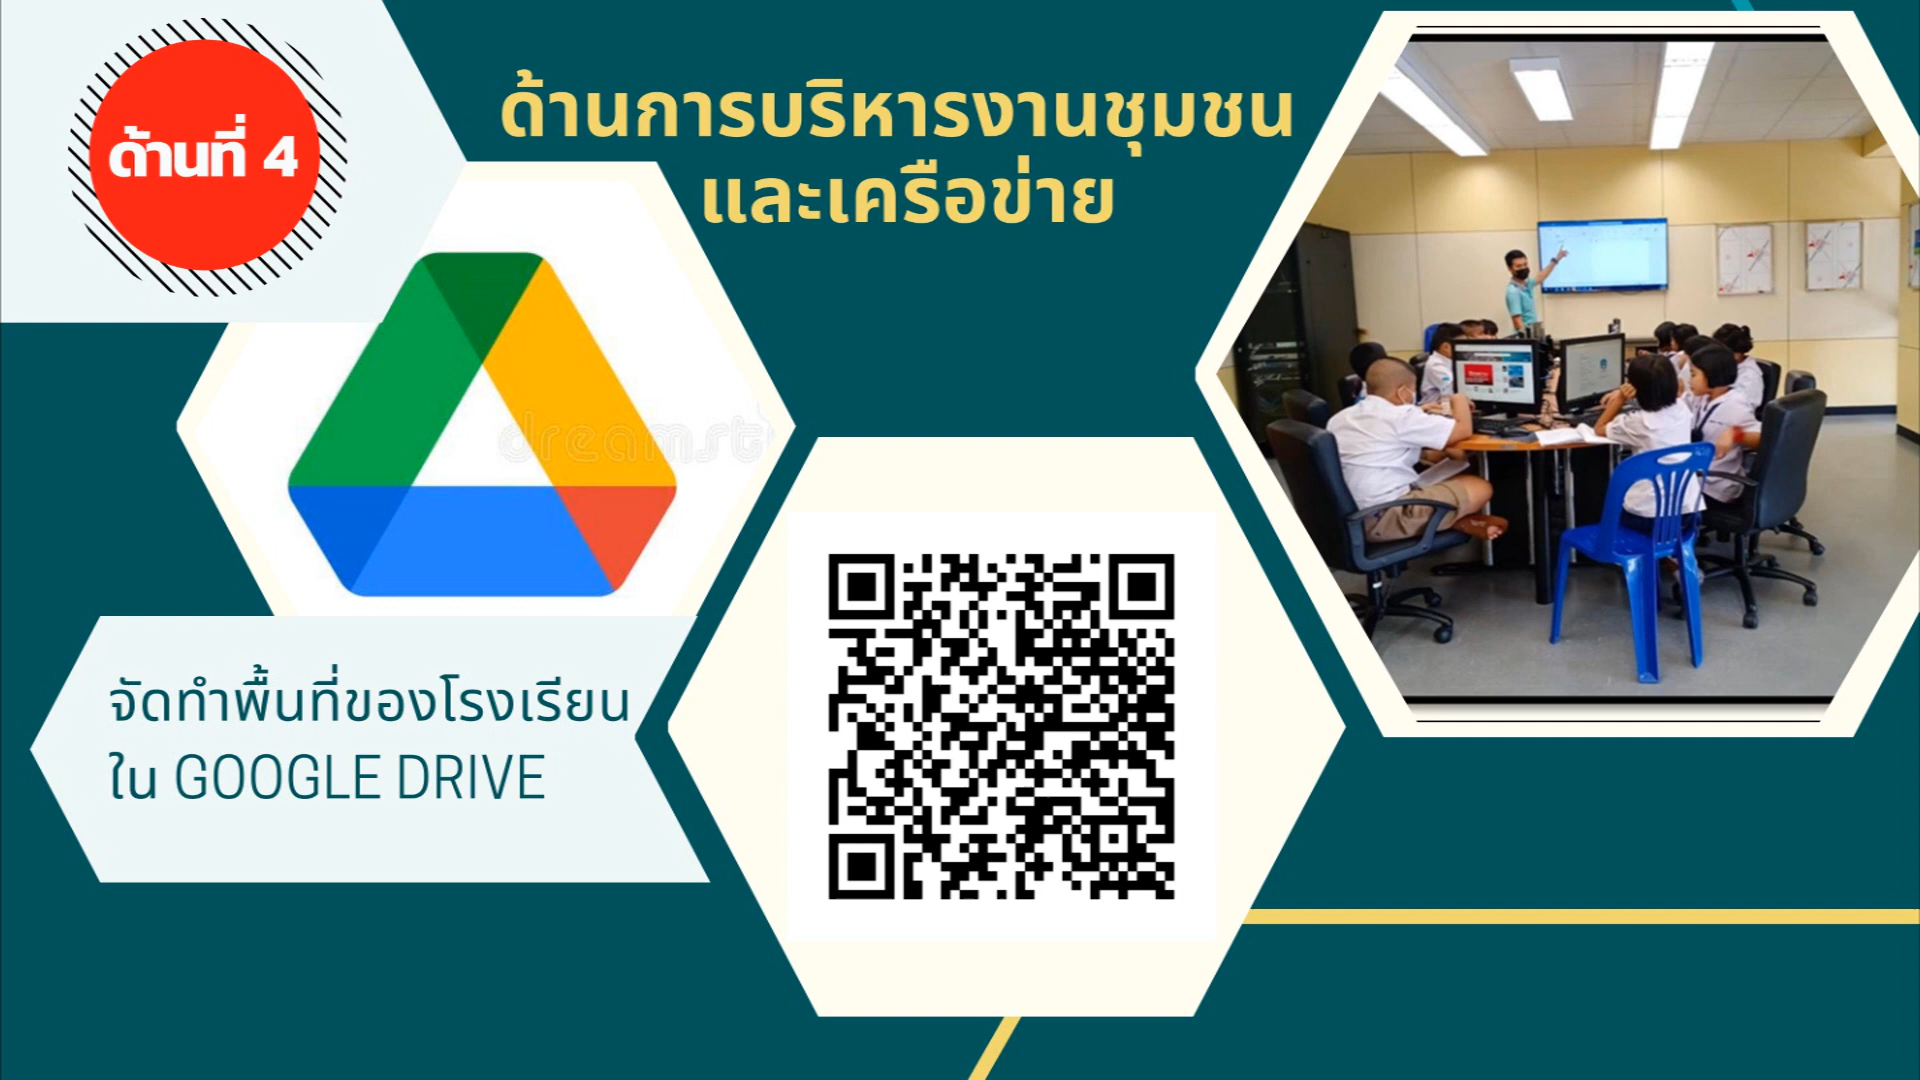 ด้านที่ 4
ด้านการบริหารงานชุมชน
และเครือข่าย
dreamst
จัดทำพื้นที่ของโรงเรียน
ใน GOOGLE DRIVE